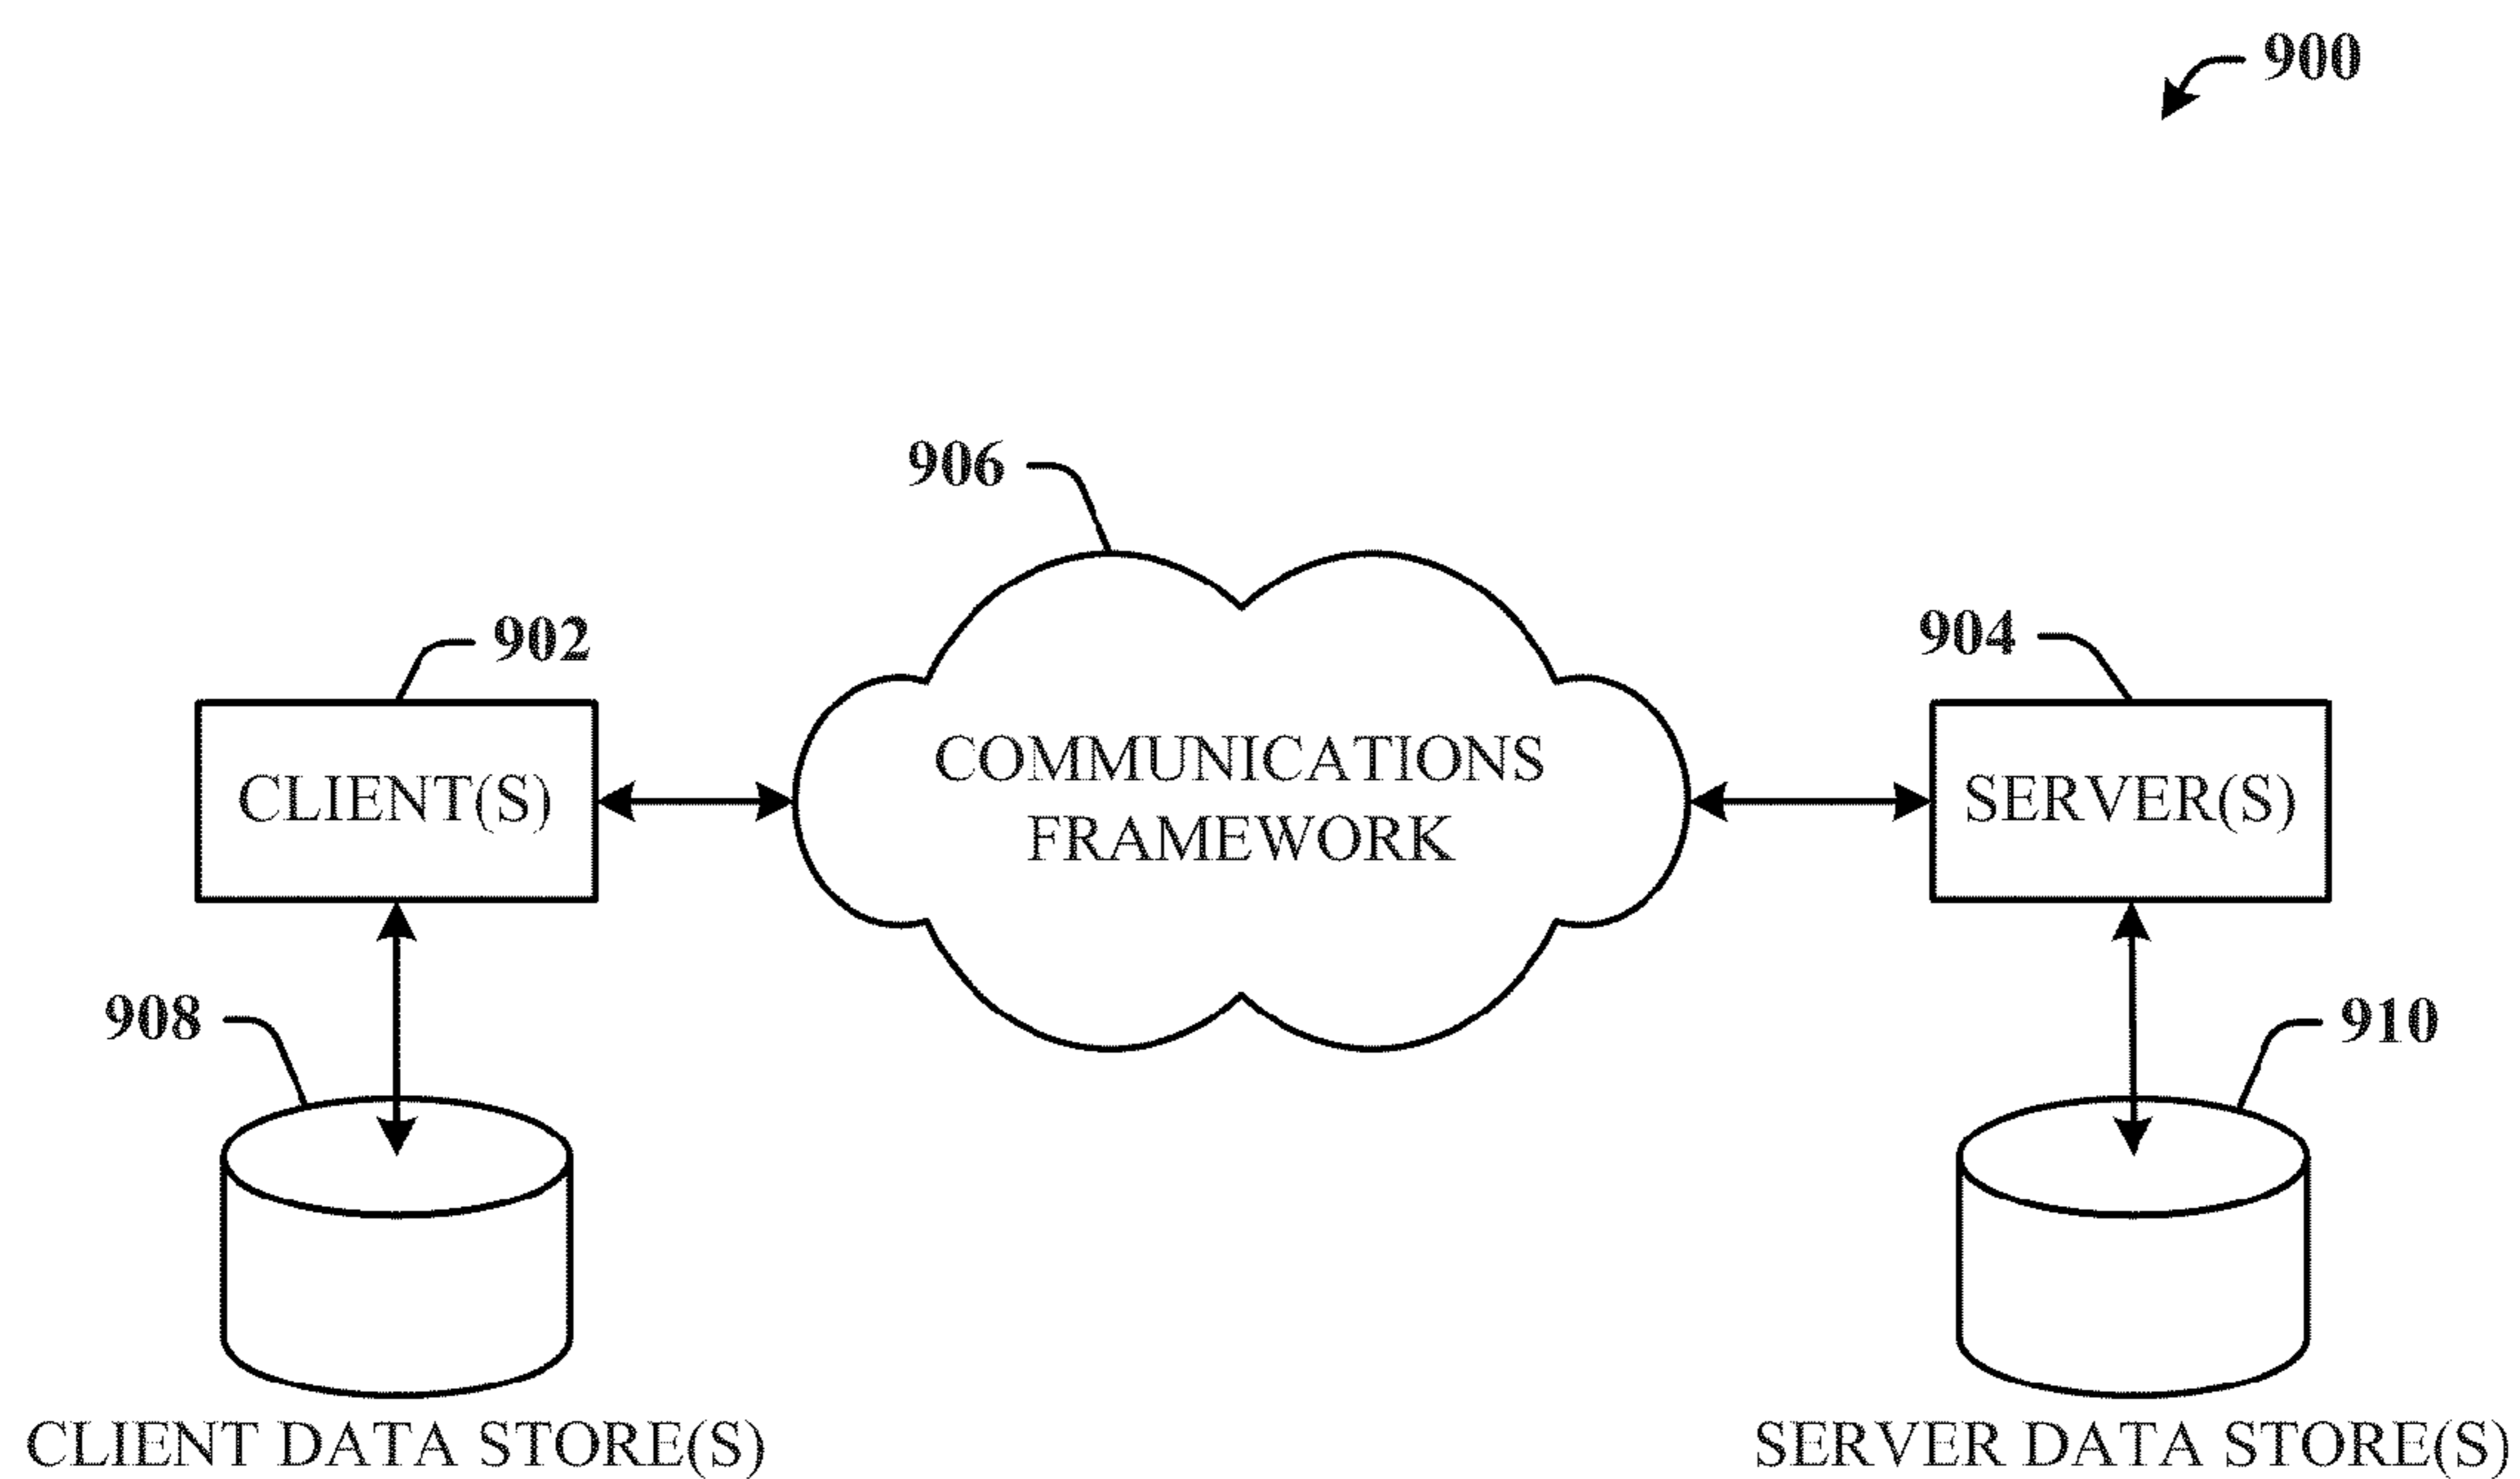 900
906
902
904
COMMUNICATIONS
FRAMEWORK
CLIENT(S)
SERVER(S)
908
910
CLIENT DATA STORE(S)
SERVER DATA STORE(S)